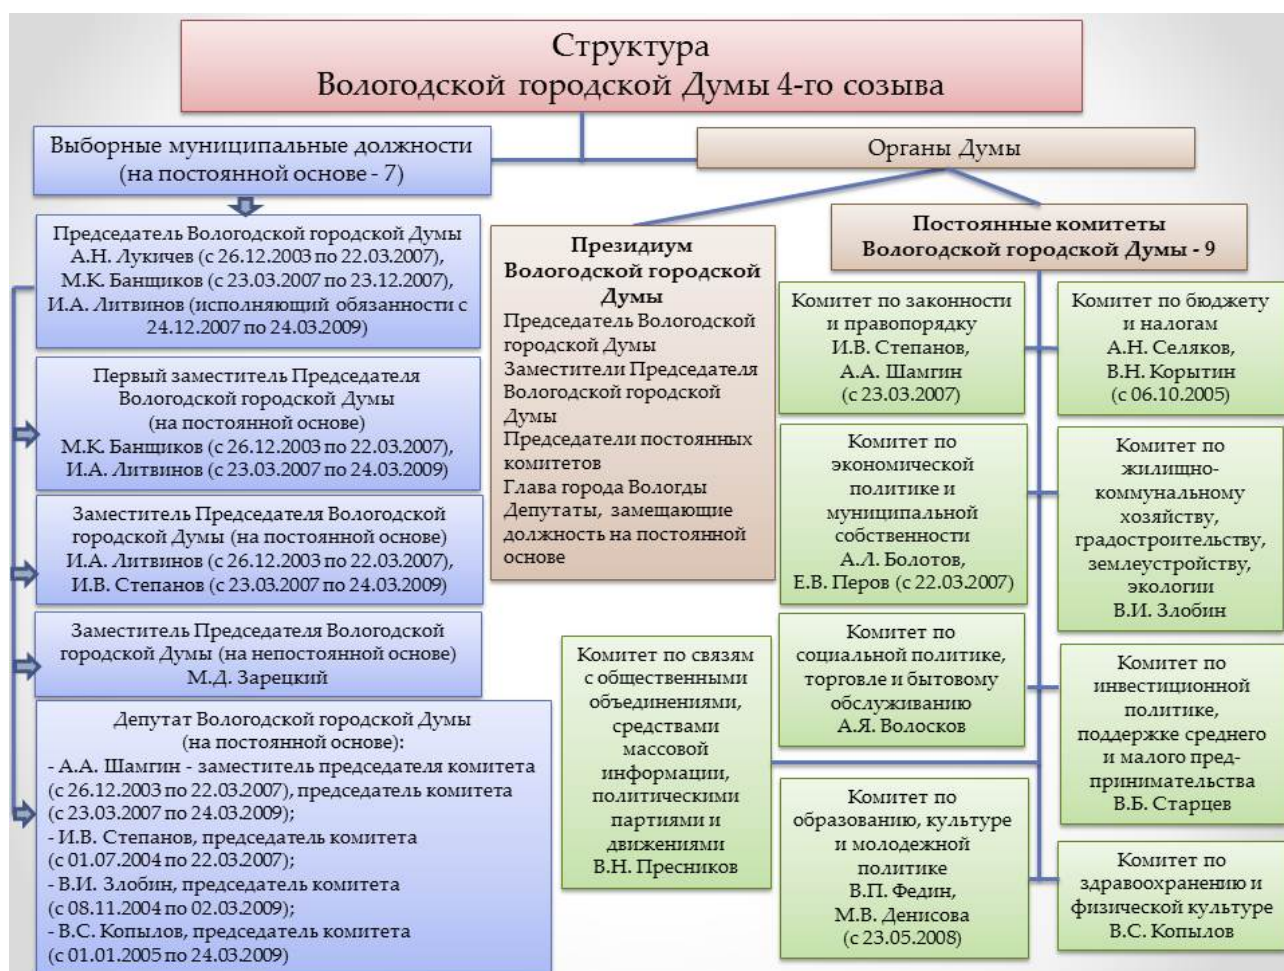 Структура
Вологодской городской Думы 4-го созыва
Выборные муниципальные должности
(на постоянной основе - 7)
Органы Думы
Председатель Вологодской городской Думы
А.Н. Лукичев (с 26.12.2003 по 22.03.2007),
М.К. Банщиков (с 23.03.2007 по 23.12.2007),
И.А. Литвинов (исполняющий обязанности с
24.12.2007 по 24.03.2009)
Первый заместитель Председателя
Вологодской городской Думы
(на постоянной основе)
М.К. Банщиков (с 26.12.2003 по 22.03.2007),
И.А. Литвинов (с 23.03.2007 по 24.03.2009)
Заместитель Председателя Вологодской
городской Думы (на постоянной основе)
И.А. Литвинов (с 26.12.2003 по 22.03.2007),
И.В. Степанов (с 23.03.2007 по 24.03.2009)
Заместитель Председателя Вологодской
городской Думы (на непостоянной основе)
М.Д. Зарецкий
Депутат Вологодской городской Думы
(на постоянной основе):
- А.А. Шамгин - заместитель председателя комитета
(с 26.12.2003 по 22.03.2007), председатель комитета
(с 23.03.2007 по 24.03.2009);
- И.В. Степанов, председатель комитета
(с 01.07.2004 по 22.03.2007);
- В.И. Злобин, председатель комитета
(с 08.11.2004 по 02.03.2009);
- В.С. Копылов, председатель комитета
(с 01.01.2005 по 24.03.2009)
Президиум
Вологодской городской
Думы
Председатель Вологодской
городской Думы
Заместители Председателя
Вологодской городской
Думы
Председатели постоянных
комитетов
Глава города Вологды
Депутаты, замещающие
должность на постоянной
основе
Постоянные комитеты
Вологодской городской Думы - 9
Комитет по законности
и правопорядку
И.В. Степанов,
А.А. Шамгин
(с 23.03.2007)
Комитет по бюджету
и налогам
А.Н. Селяков,
В.Н. Корытин
(с 06.10.2005)
Комитет по
экономической
политике и
муниципальной
собственности
А.Л. Болотов,
Е.В. Перов (с 22.03.2007)
Комитет по
жилищно-
коммунальному
хозяйству,
градостроительству,
землеустройству,
экологии
В.И. Злобин
Комитет по связям
с общественными
объединениями,
средствами
массовой
информации,
политическими
партиями и
движениями
В.Н. Пресников
Комитет по
социальной политике,
торговле и бытовому
обслуживанию
А.Я. Волосков
Комитет по
инвестиционной
политике,
поддержке среднего
и малого пред-
принимательства
В.Б. Старцев
Комитет по
образованию, культуре
и молодежной
политике
В.П. Федин,
М.В. Денисова
(с 23.05.2008)
Комитет по
здравоохранению и
физической культуре
В.С. Копылов